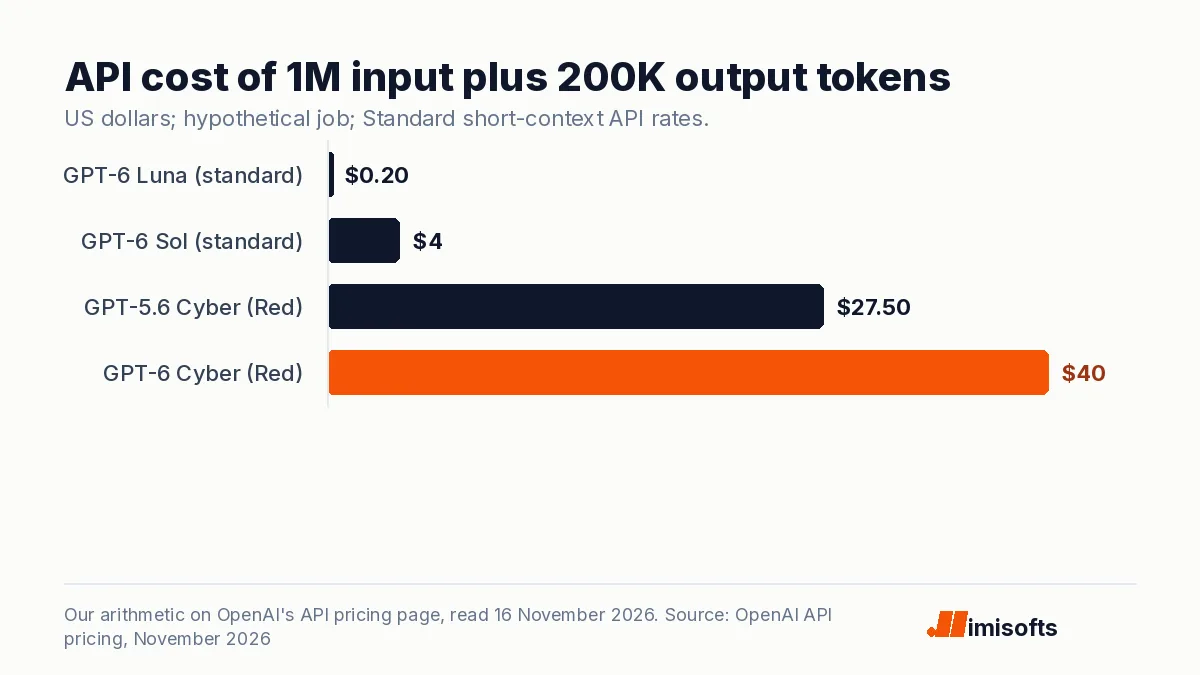 API cost of 1M input plus 200K output tokens
US dollars; hypothetical job; Standard short-context API rates.
GPT-6 Luna (standard) $0.20
GPT-6 Sol (standard) $4
GPT-5.6 Cyber (Red) $27.50
GPT-6 Cyber (Red) $40
Our arithmetic on OpenAI's API pricing page, read 16 November 2026. Source: OpenAI API
pricing, November 2026
imisofts